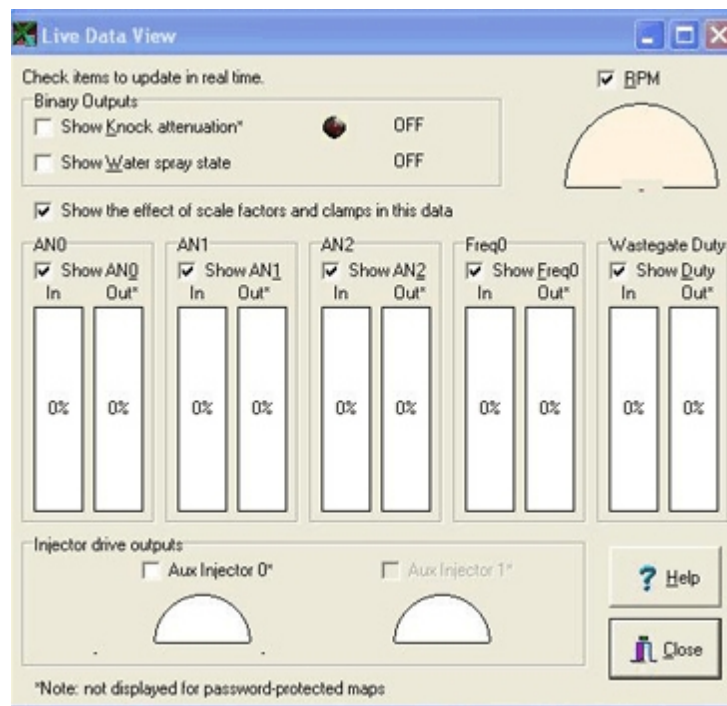 Live Data View
Check items to update in real time.
RPM
Binary Outputs
Show Knock attenuation* OFF
Show Water spray state OFF
Show the effect of scale factors and clamps in this data
AN0 AN1 AN2 Freq0 Wastegate Duty
Show AN0 Show AN1 Show AN2 Show Freq0 Show Duty
In Out* In Out* In Out* In Out* In Out*
0% 0% 0% 0% 0% 0% 0% 0% 0% 0%
Injector drive outputs
Aux Injector 0* Aux Injector 1*
? Help
Close
*Note: not displayed for password-protected maps